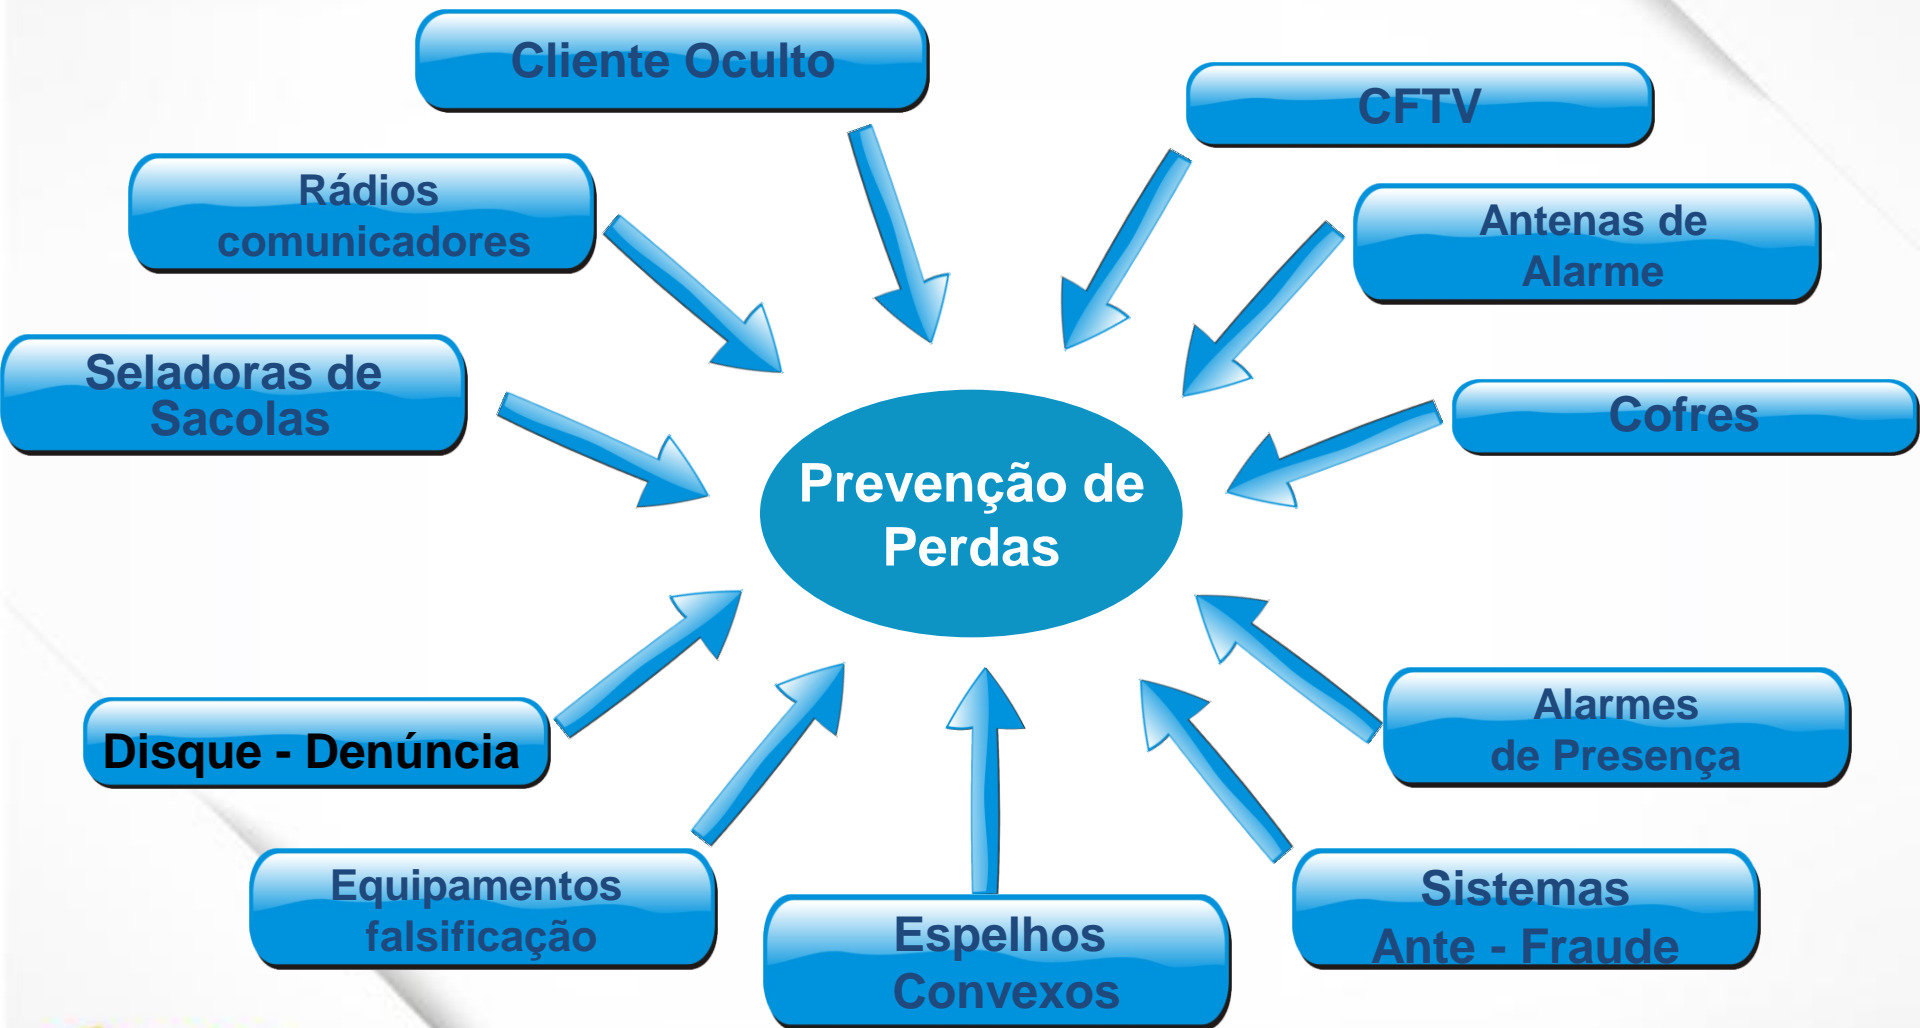 Cliente Oculto
CFTV
Rádios
comunicadores
Antenas de
Alarme
Seladoras de
Sacolas
Cofres
Prevenção de
Perdas
Disque - Denúncia
Alarmes
de Presença
Equipamentos
falsificação
Espelhos
Convexos
Sistemas
Ante - Fraude